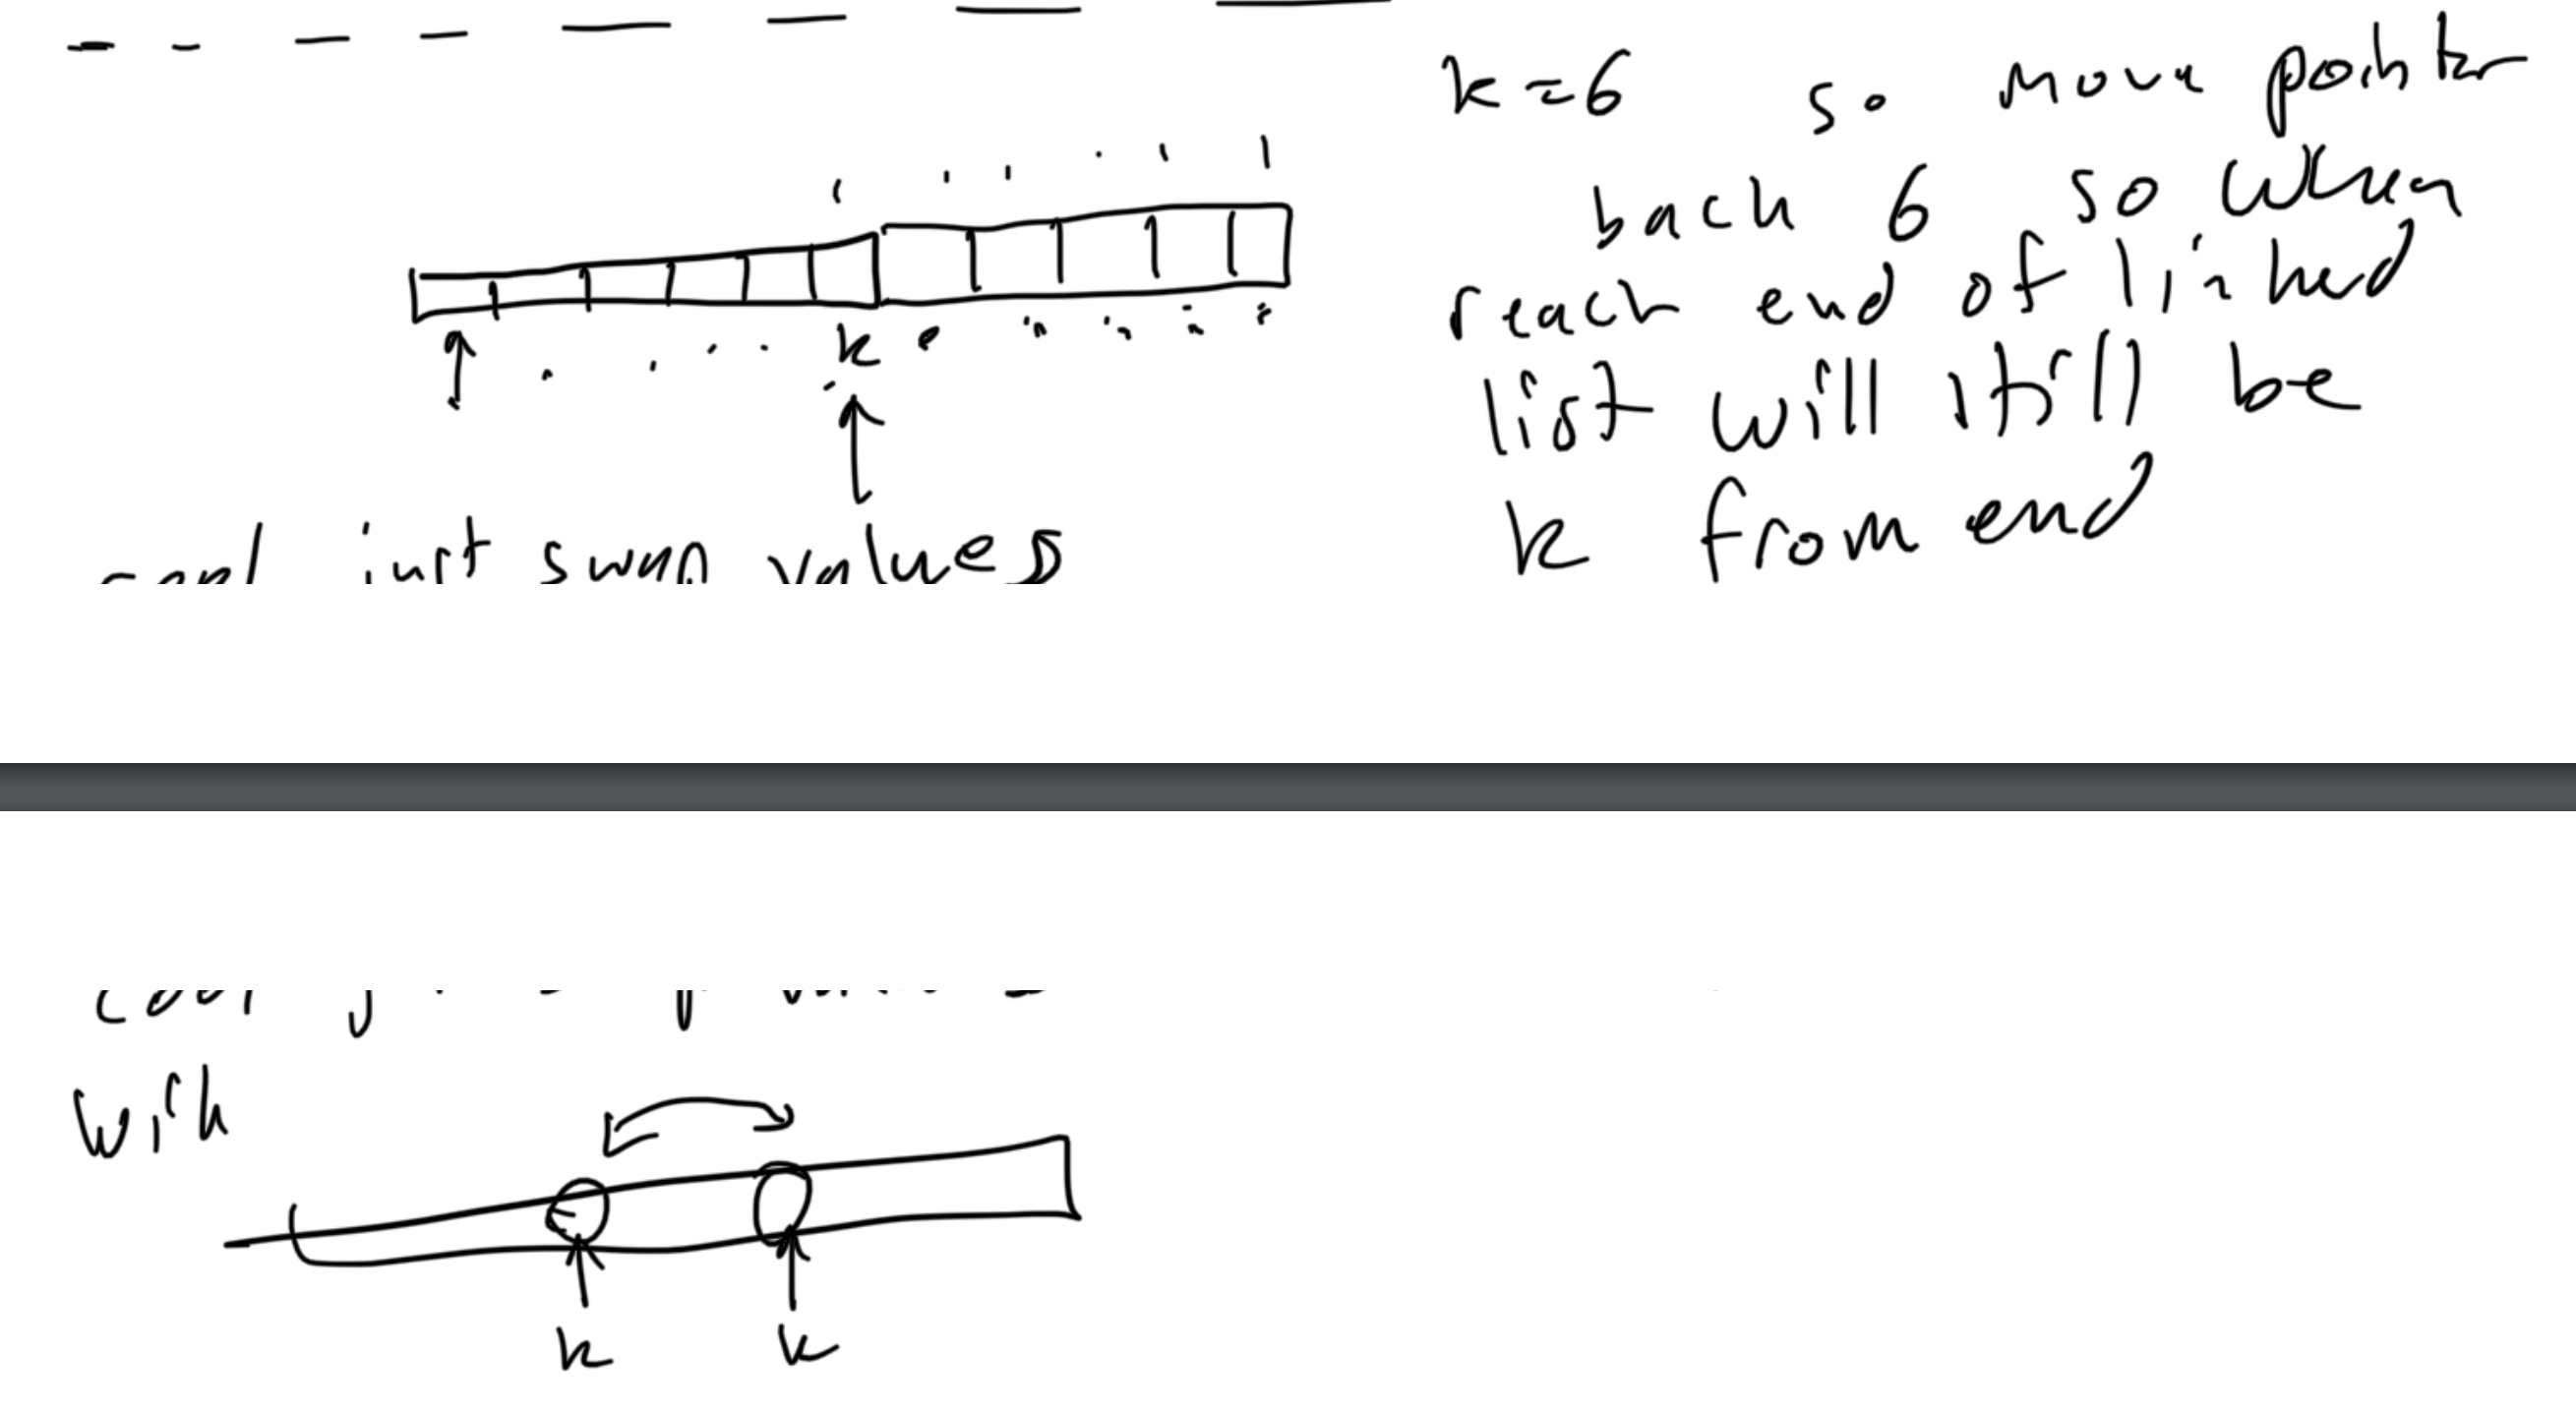 k=6 so move pointer
back 6 so when
reach end of linked
list will still be
k from end
k
cool just swap values
with
k k